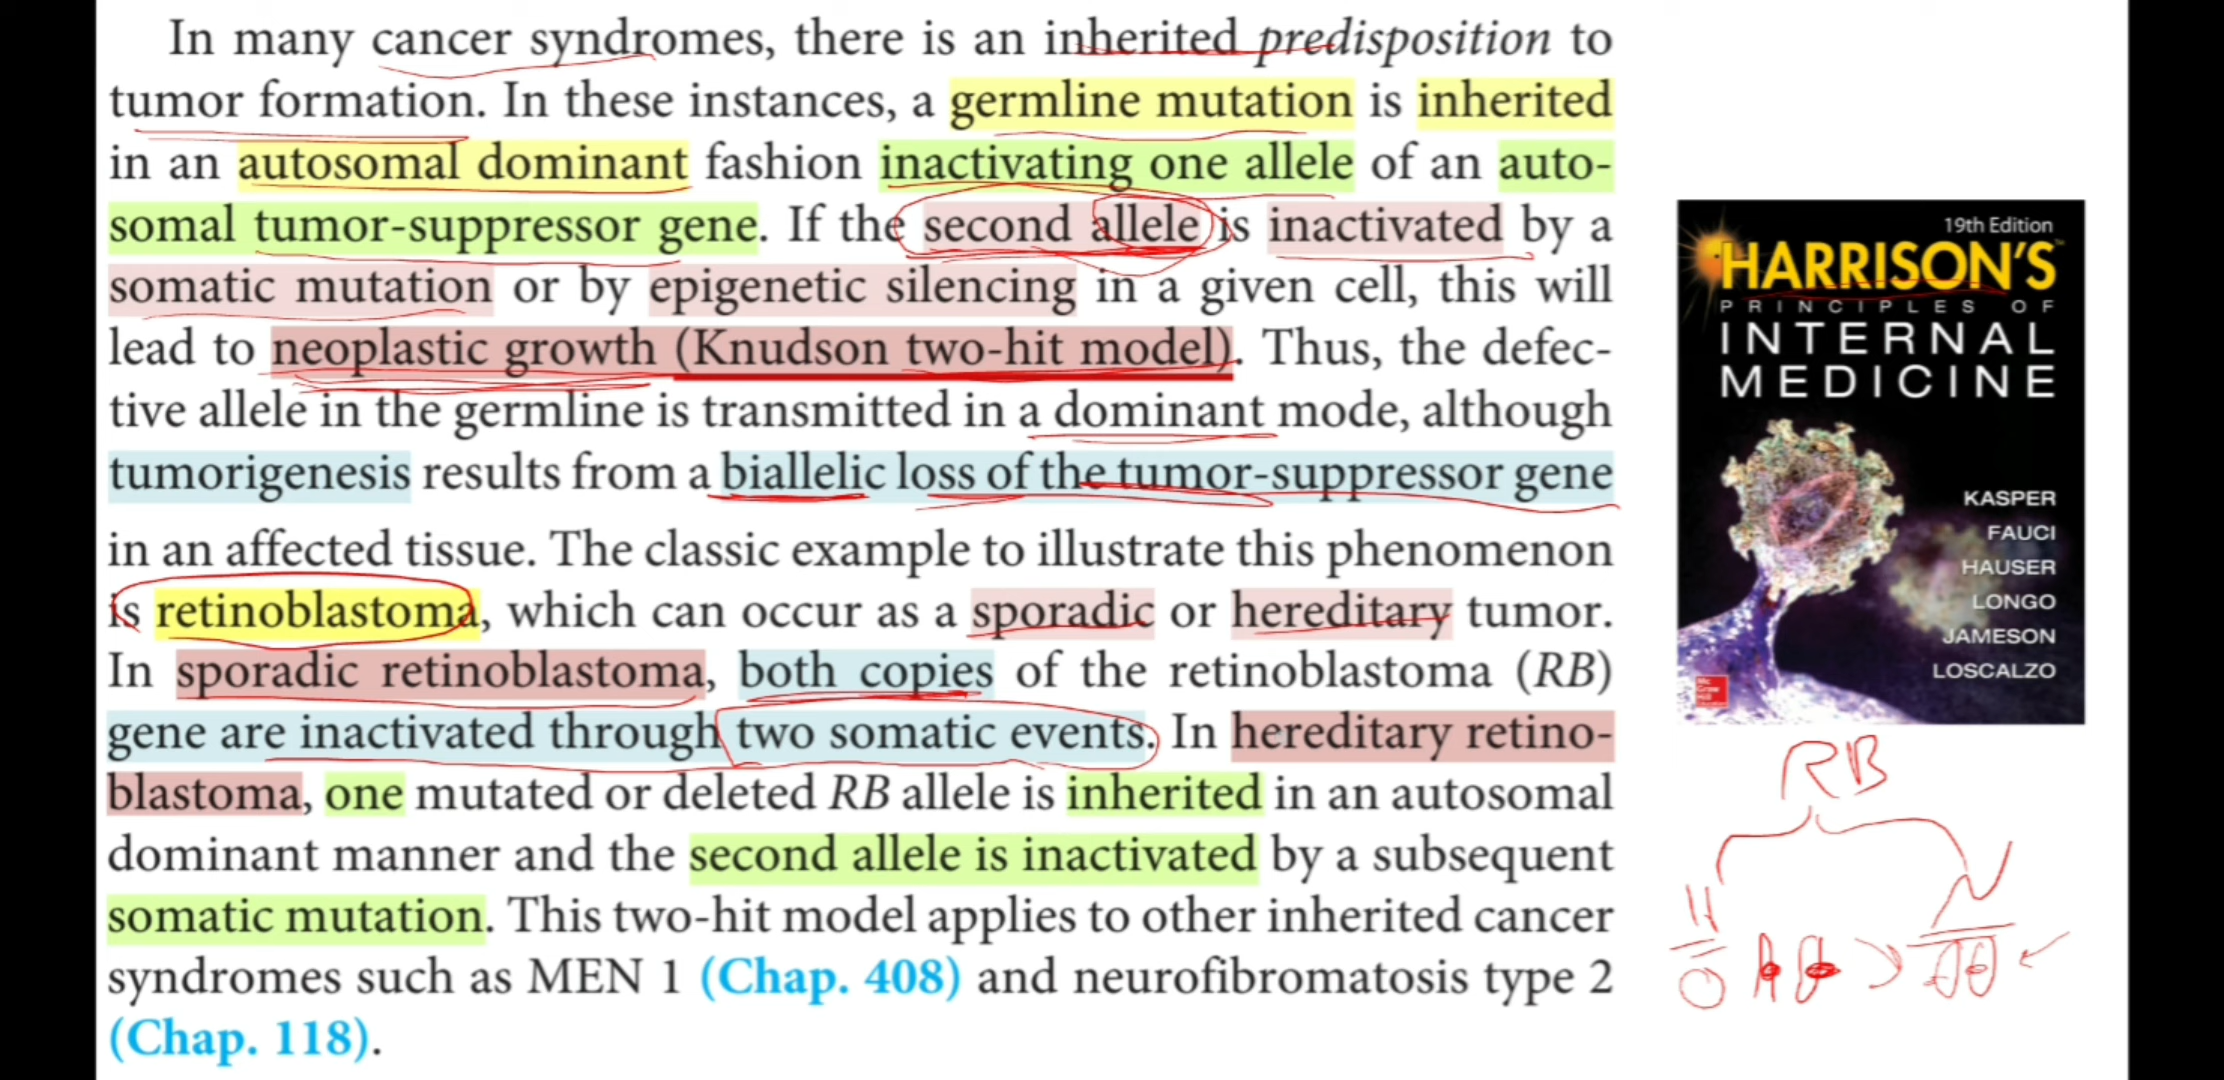 In many cancer syndromes, there is an inherited predisposition to
tumor formation. In these instances, a germline mutation is inherited
in an autosomal dominant fashion inactivating one allele of an auto-
somal tumor-suppressor gene. If the second allele is inactivated by a
somatic mutation or by epigenetic silencing in a given cell, this will
lead to neoplastic growth (Knudson two-hit model). Thus, the defec-
tive allele in the germline is transmitted in a dominant mode, although
tumorigenesis results from a biallelic loss of the tumor-suppressor gene
in an affected tissue. The classic example to illustrate this phenomenon
is retinoblastoma, which can occur as a sporadic or hereditary tumor.
In sporadic retinoblastoma, both copies of the retinoblastoma (RB)
gene are inactivated through two somatic events. In hereditary retino-
blastoma, one mutated or deleted RB allele is inherited in an autosomal
dominant manner and the second allele is inactivated by a subsequent
somatic mutation. This two-hit model applies to other inherited cancer
syndromes such as MEN 1 (Chap. 408) and neurofibromatosis type 2
(Chap. 118).
19th Edition
HARRISON'S
PRINCIPLES OF
INTERNAL
MEDICINE
KASPER
FAUCI
HAUSER
LONGO
JAMESON
LOSCALZO
Mc
Graw
Hill
RB